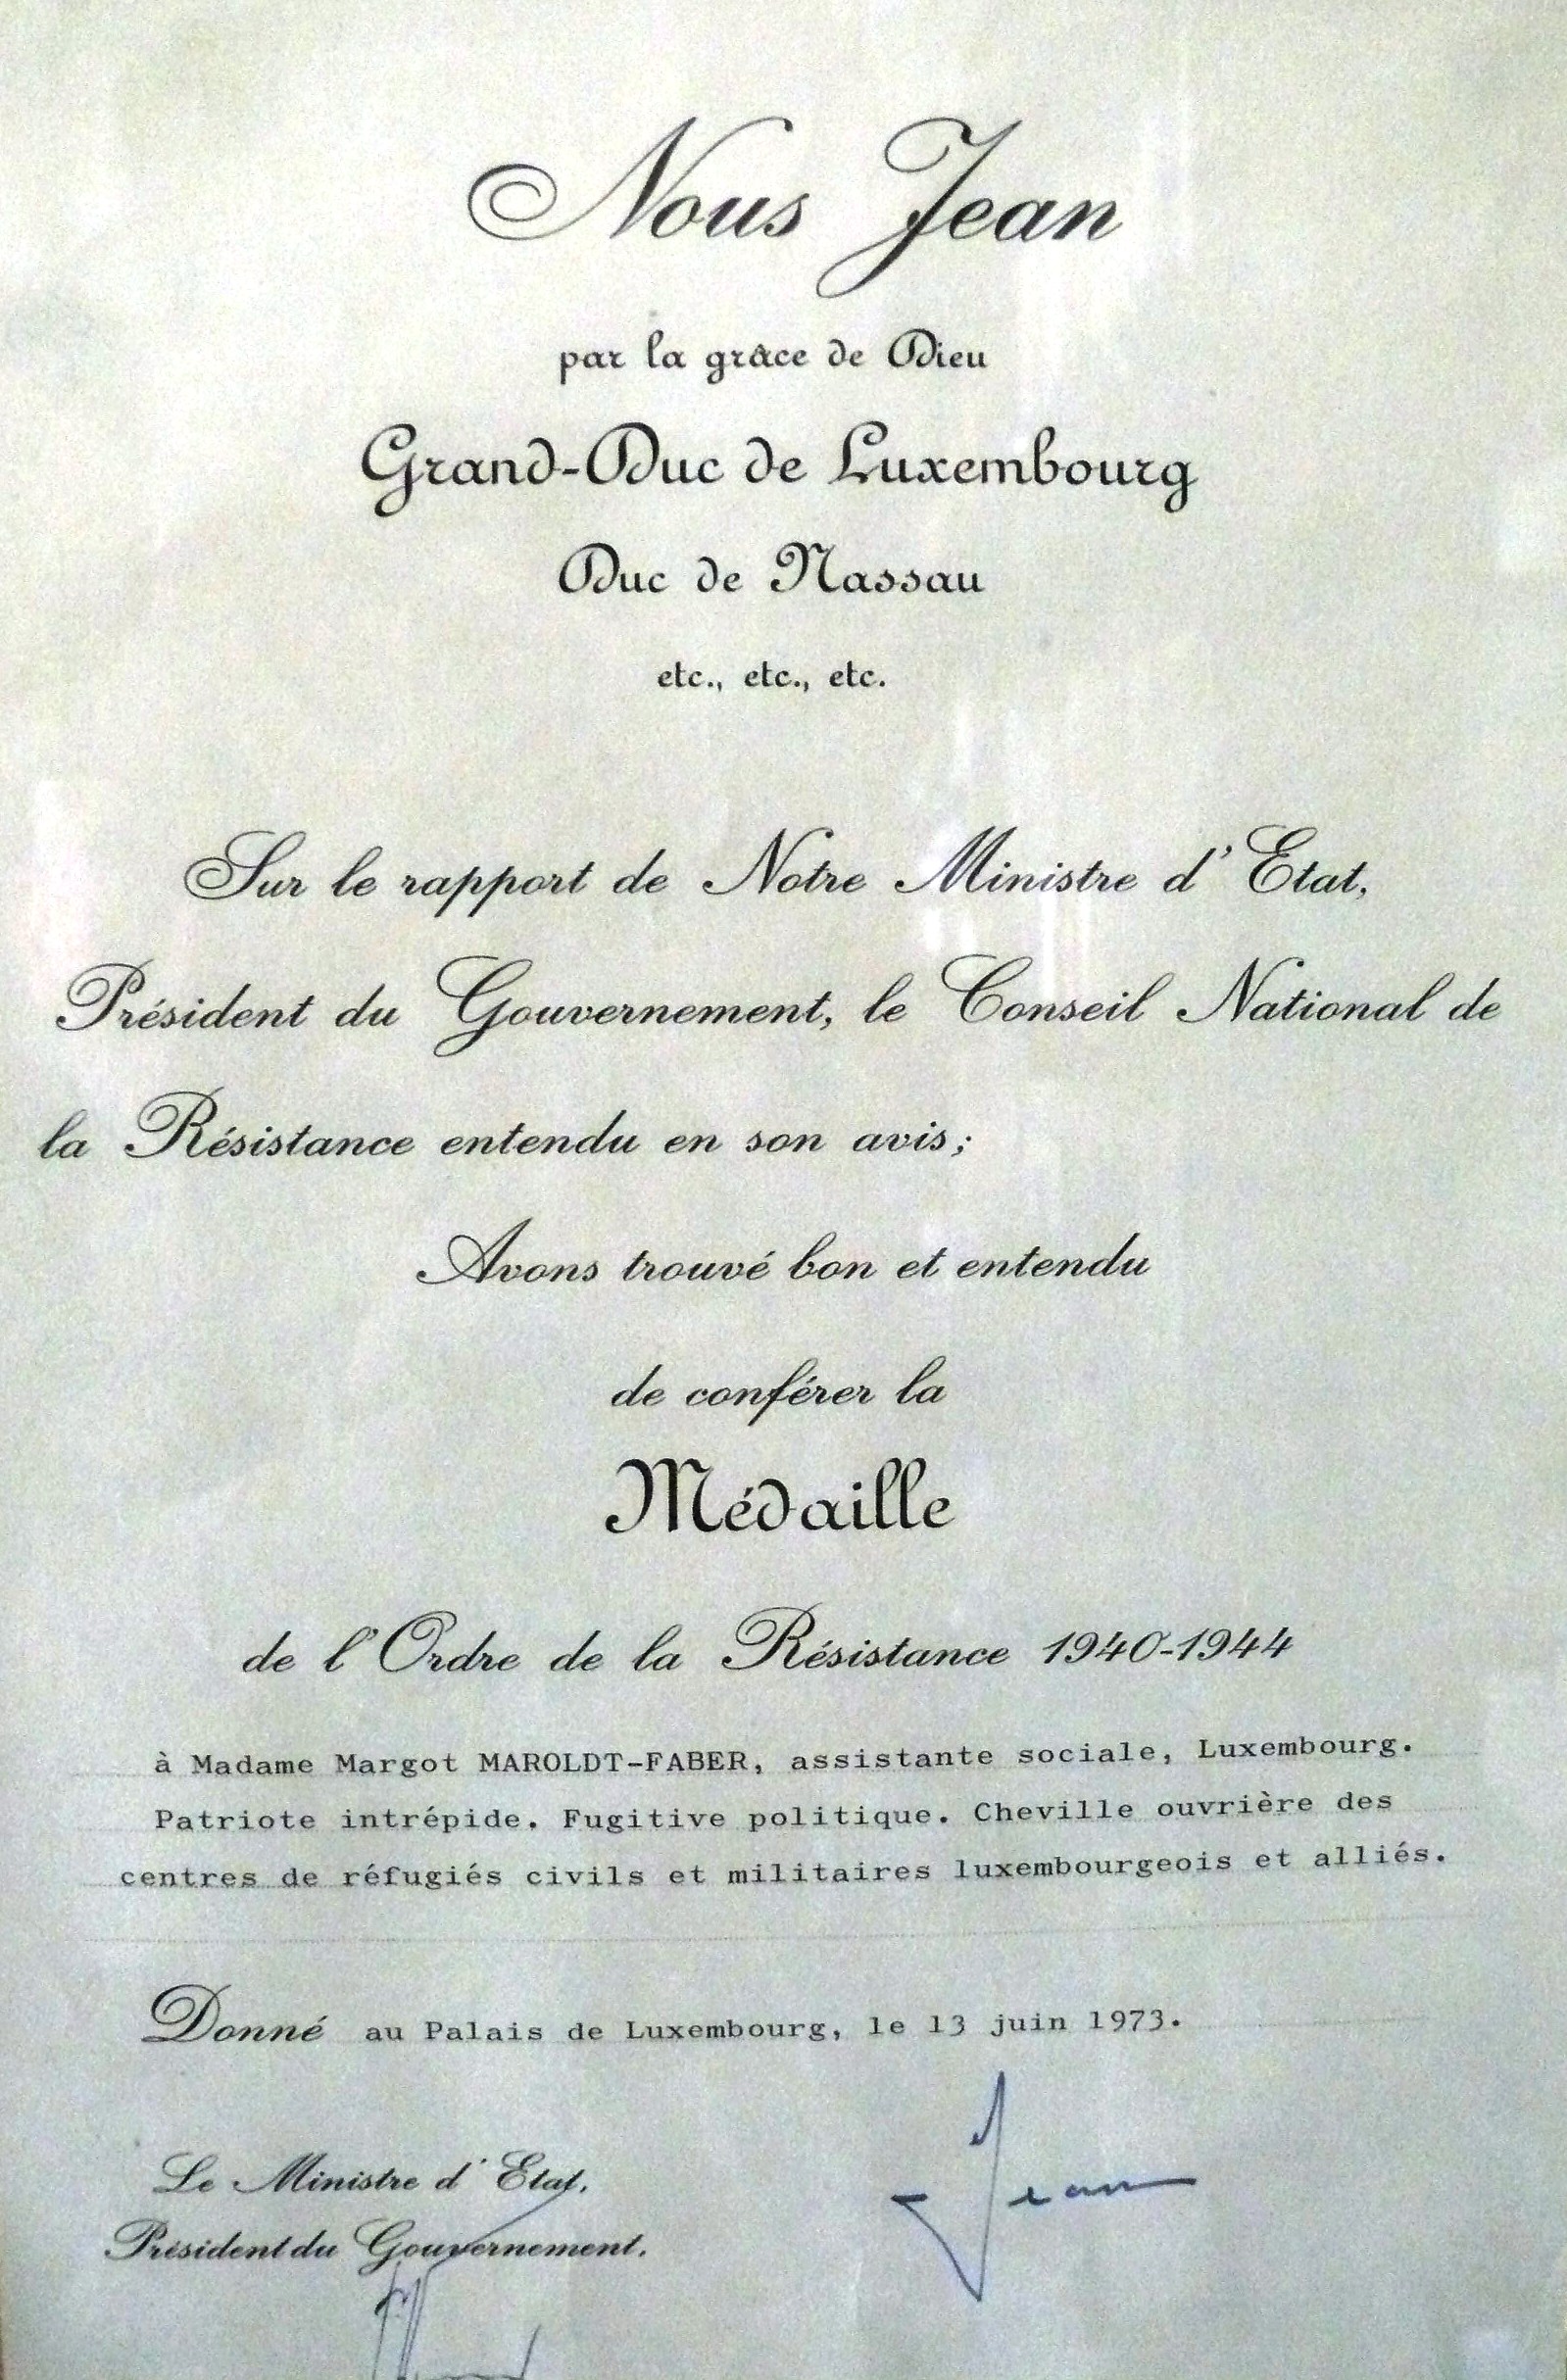 Nous Jean
par la grâce de Dieu
Grand-Duc de Luxembourg
Duc de Nassau
etc., etc., etc.
Sur le rapport de Notre Ministre d'Etat,
Président du Gouvernement, le Conseil National de
la Résistance entendu en son avis;
Avons trouvé bon et entendu
de conférer la
Médaille
de l'Ordre de la Résistance 1940-1944
à Madame Margot MAROLDT-FABER, assistante sociale, Luxembourg.
Patriote intrépide. Fugitive politique. Cheville ouvrière des
centres de réfugiés civils et militaires luxembourgeois et alliés.
Donné au Palais de Luxembourg, le 13 juin 1973.
Le Ministre d'Etat,
Président du Gouvernement,
Jean